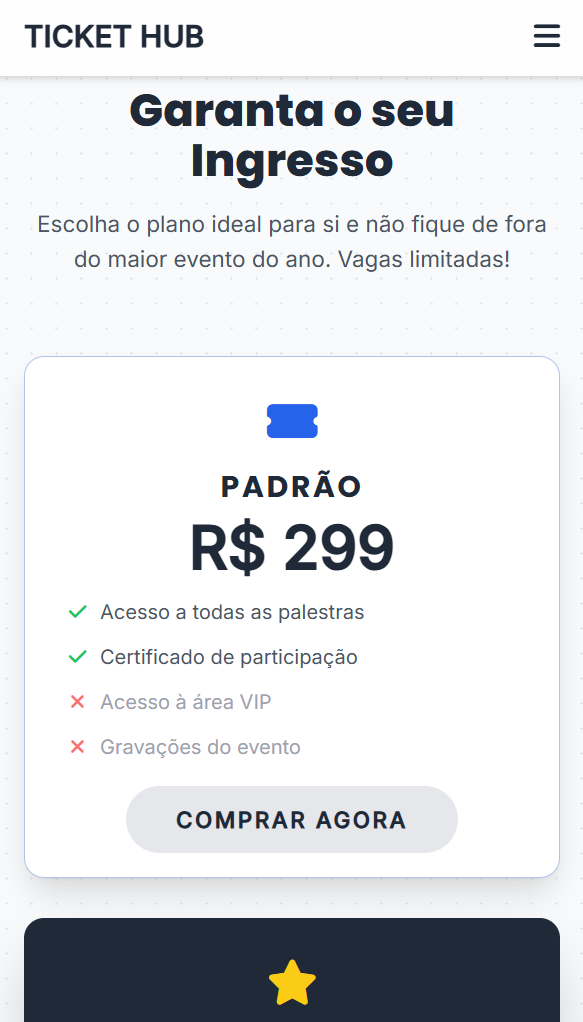 TICKET HUB
Garanta o seu
Ingresso
Escolha o plano ideal para si e não fique de fora
do maior evento do ano. Vagas limitadas!
PADRÃO
R$ 299
Acesso a todas as palestras
Certificado de participação
Acesso à área VIP
Gravações do evento
COMPRAR AGORA